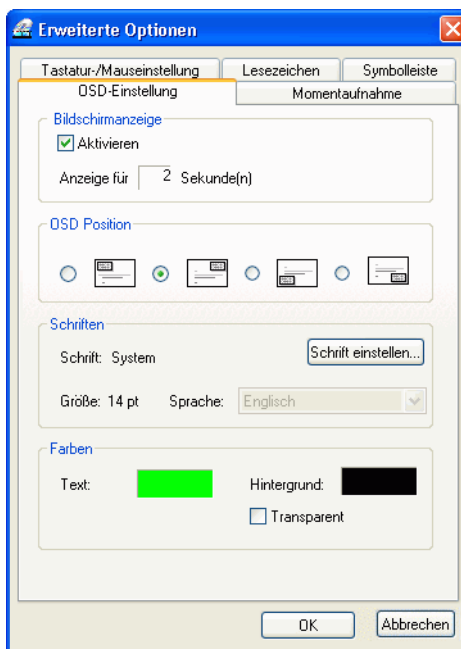 Erweiterte Optionen
Tastatur-/Mauseinstellung Lesezeichen Symbolleiste
OSD-Einstellung Momentaufnahme
Bildschirmanzeige
Aktivieren
Anzeige für 2 Sekunde(n)
OSD Position
Schriften
Schrift: System Schrift einstellen...
Größe: 14 pt Sprache: Englisch
Farben
Text: Hintergrund:
Transparent
OK Abbrechen